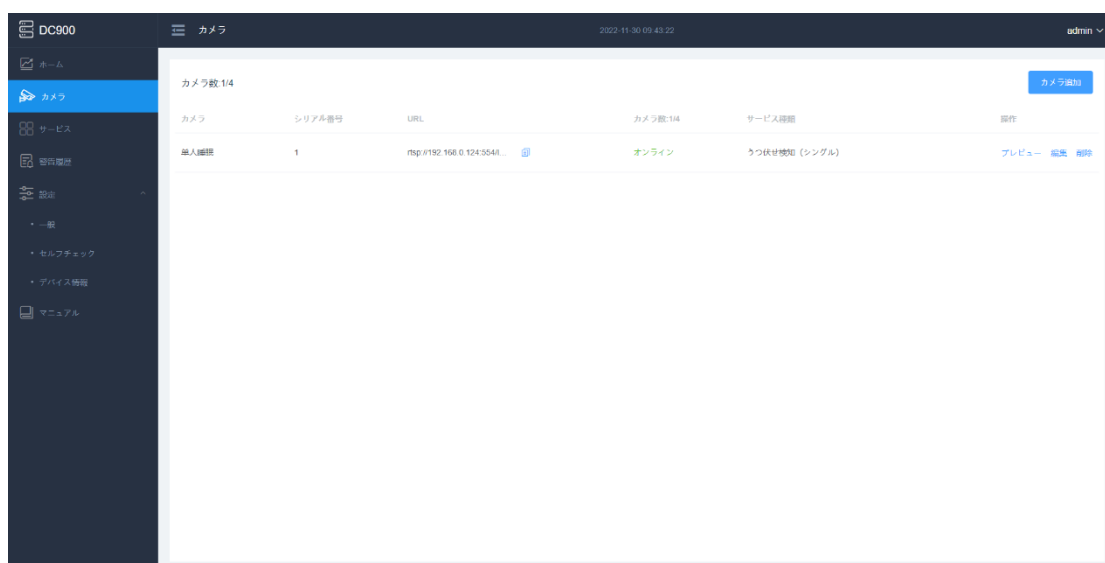 DC900
カメラ
2022-11-30 09:43:22
admin
ホーム
カメラ
サービス
警告履歴
設定
・一般
・セルフチェック
・デバイス情報
マニュアル
カメラ数:1/4
カメラ追加
カメラ シリアル番号 URL カメラ数:1/4 サービス種類 操作
単人睡眠 1 rtsp://192.168.0.124:554/i... オンライン うつ伏せ検知（シングル） プレビュー 編集 削除